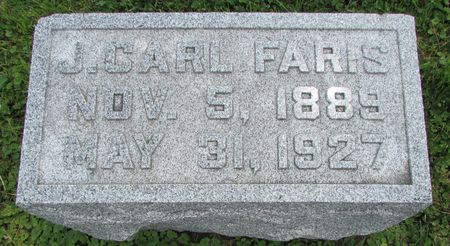 J. CARL FARIS
NOV. 5, 1889
MAY 31, 1927